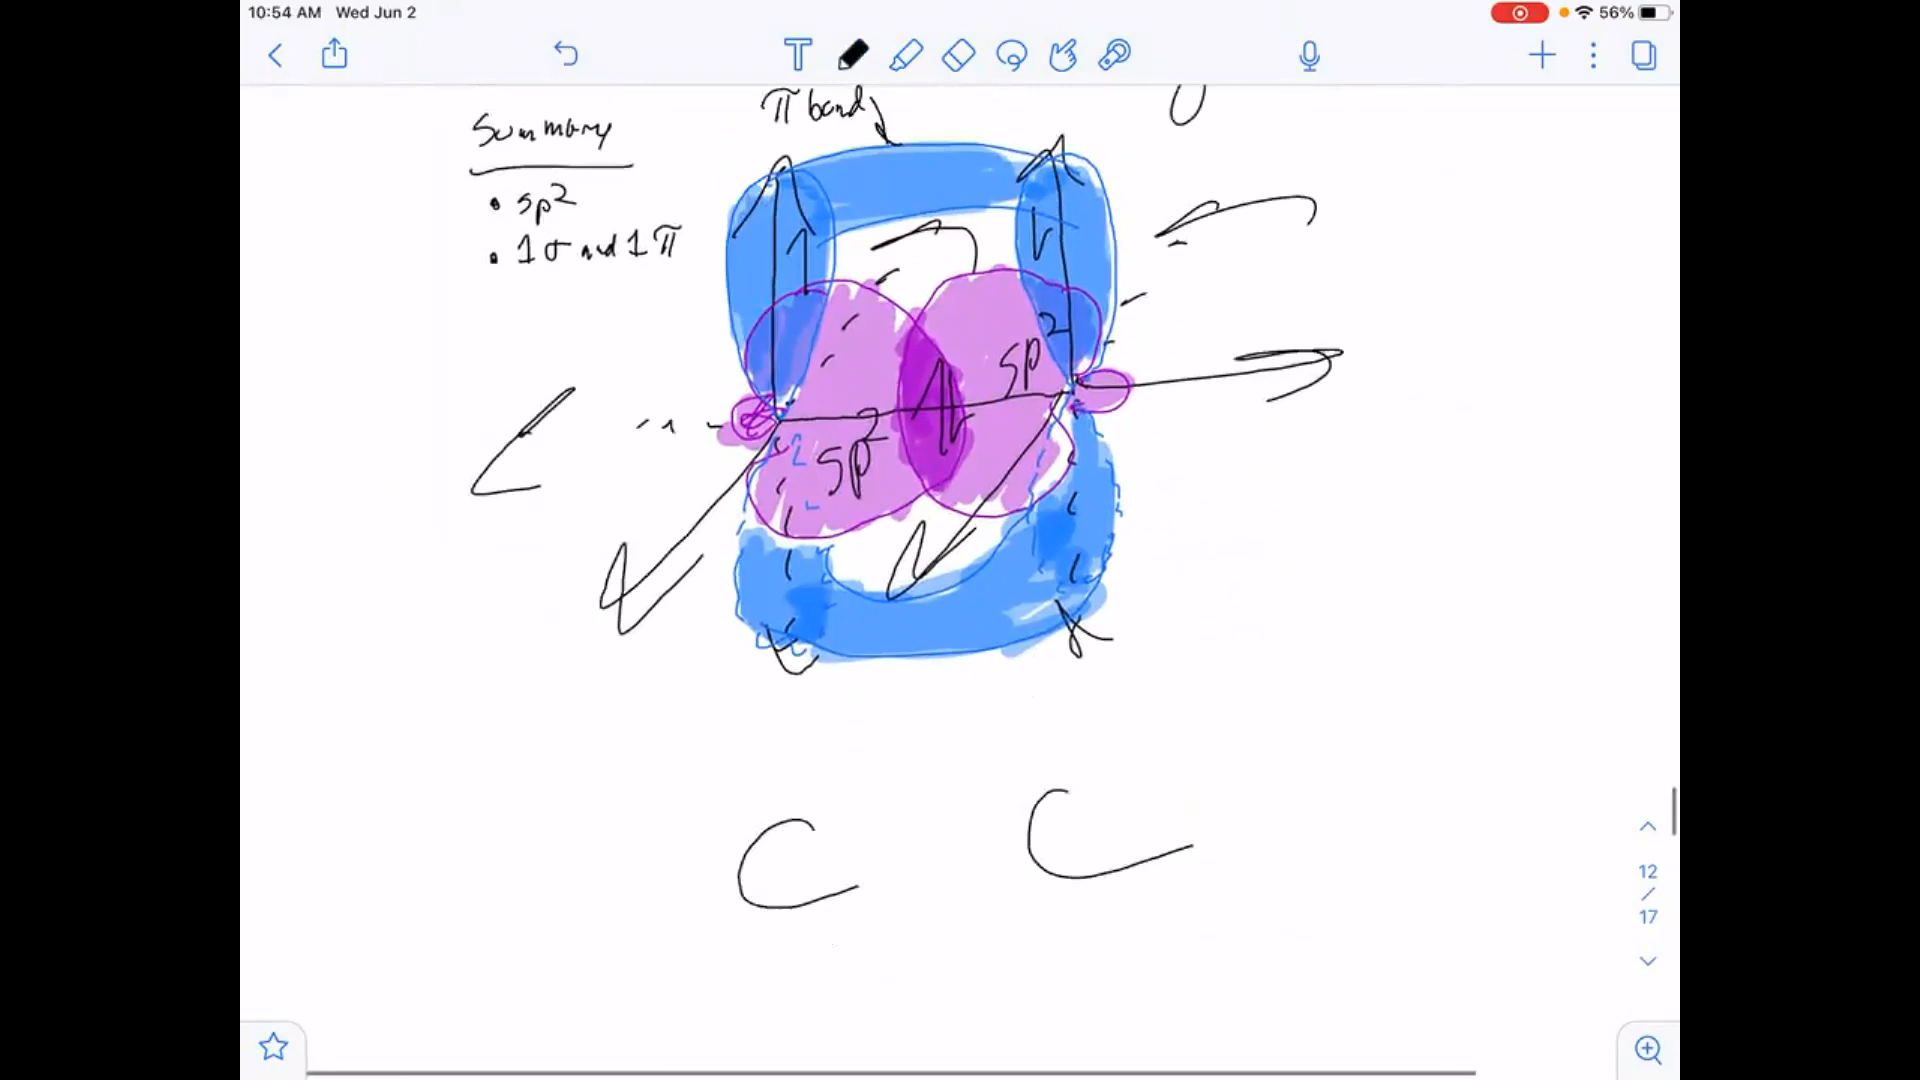 10:54 AM Wed Jun 2
56%
T
π bond
Summary
• sp²
• 1σ and 1π
sp²
sp²
C C
12
/
17